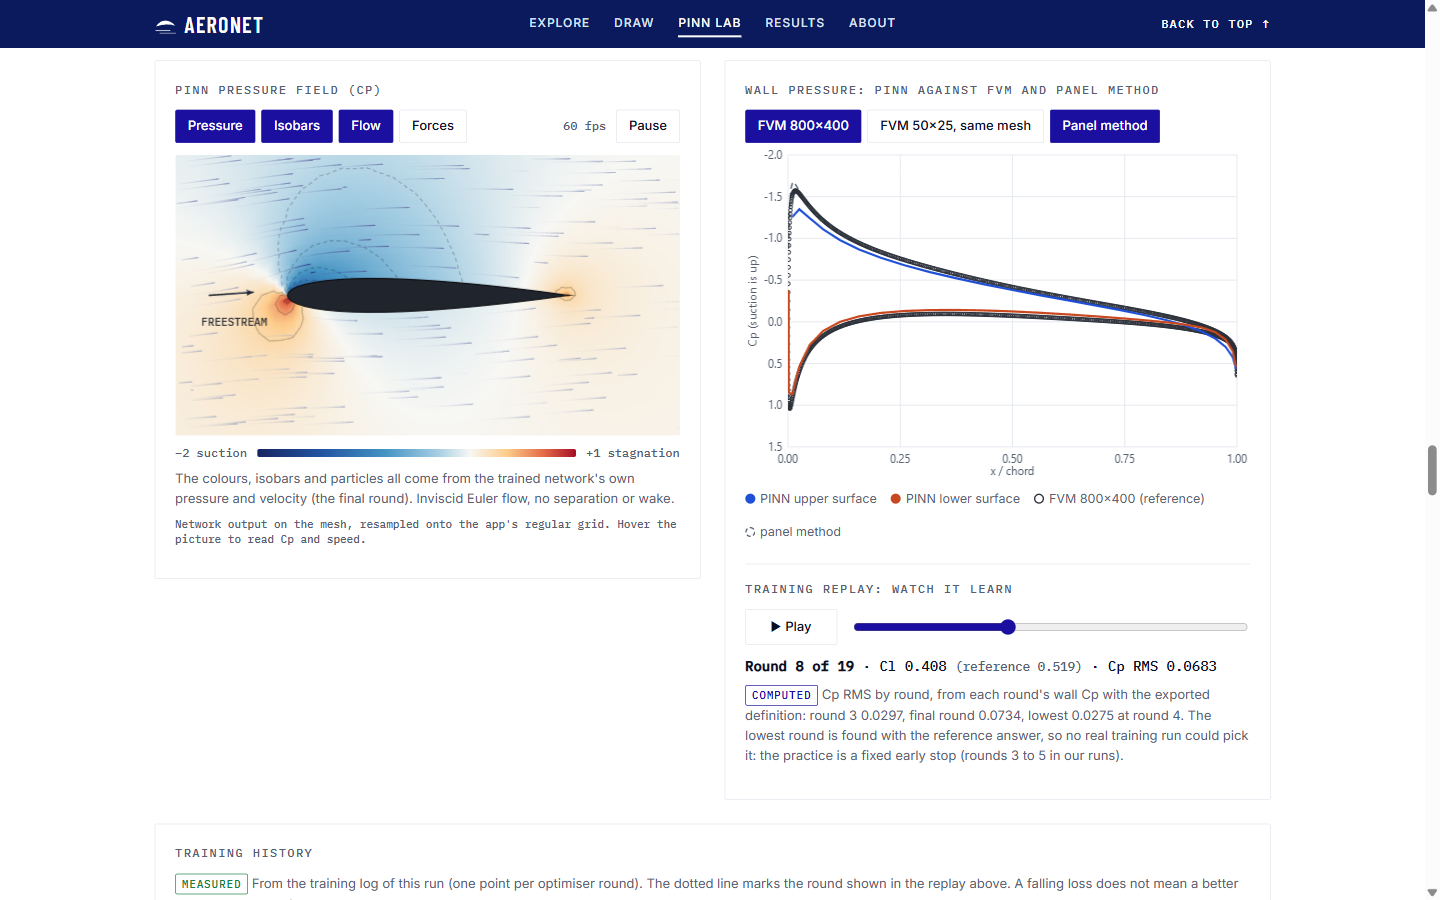 AERONET
EXPLORE DRAW PINN LAB RESULTS ABOUT
BACK TO TOP ↑
PINN PRESSURE FIELD (CP)
Pressure Isobars Flow Forces 60 fps Pause
FREESTREAM
−2 suction +1 stagnation
The colours, isobars and particles all come from the trained network's own
pressure and velocity (the final round). Inviscid Euler flow, no separation or wake.
Network output on the mesh, resampled onto the app's regular grid. Hover the
picture to read Cp and speed.
WALL PRESSURE: PINN AGAINST FVM AND PANEL METHOD
FVM 800×400 FVM 50×25, same mesh Panel method
Cp (suction is up)
-2.0
-1.5
-1.0
-0.5
0.0
0.5
1.0
1.5
0.00 0.25 0.50 0.75 1.00
x / chord
PINN upper surface PINN lower surface FVM 800×400 (reference)
panel method
TRAINING REPLAY: WATCH IT LEARN
▶ Play
Round 8 of 19 · Cl 0.408 (reference 0.519) · Cp RMS 0.0683
COMPUTED Cp RMS by round, from each round's wall Cp with the exported
definition: round 3 0.0297, final round 0.0734, lowest 0.0275 at round 4. The
lowest round is found with the reference answer, so no real training run could pick
it: the practice is a fixed early stop (rounds 3 to 5 in our runs).
TRAINING HISTORY
MEASURED From the training log of this run (one point per optimiser round). The dotted line marks the round shown in the replay above. A falling loss does not mean a better